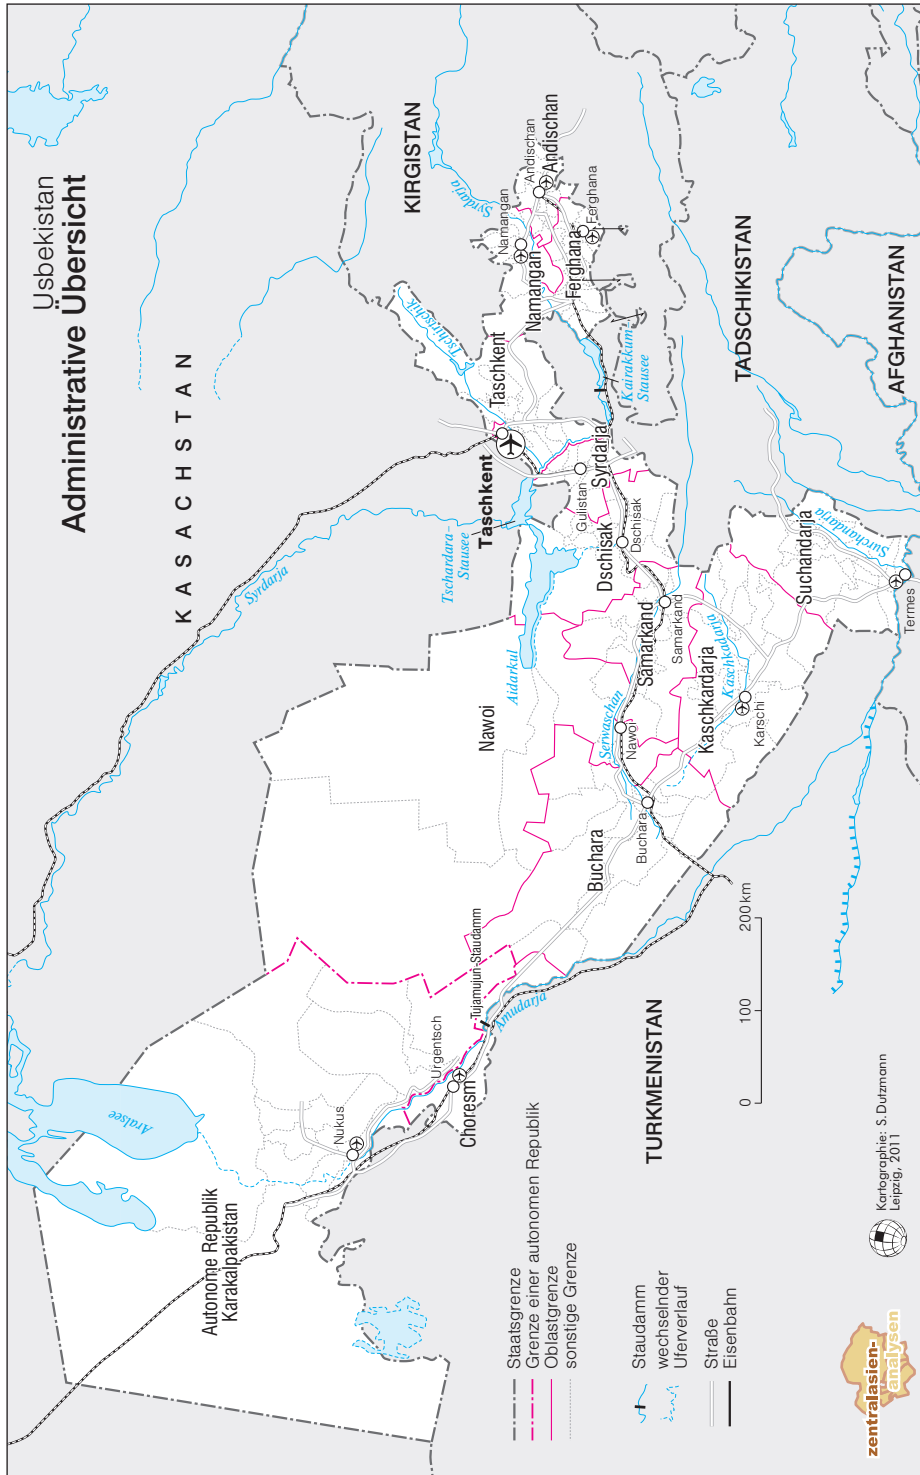 Usbekistan
Administrative Übersicht
KASACHSTAN
KIRGISTAN
TADSCHIKISTAN
AFGHANISTAN
TURKMENISTAN
Autonome Republik
Karakalpakistan
Aralsee
Nukus
Urgentsch
Choresm
Tujamujun-Staudamm
Amudarja
Syrdarja
Nawoi
Buchara
Buchara
Aidarkul
Serwaschan
Nawoi
Samarkand
Samarkand
Kaschkardarja
Kaschkadarja
Karschi
Suchandarja
Surchandarja
Termes
Tschardara-
Stausee
Taschkent
Taschkent
Tschirtschik
Gulistan
Syrdarja
Dschisak
Dschisak
Kairakkum-
Stausee
Syrdarja
Namangan
Namangan
Andischan
Andischan
Ferghana
Ferghana
Staatsgrenze
Grenze einer autonomen Republik
Oblastgrenze
sonstige Grenze
Staudamm
wechselnder
Uferverlauf
Straße
Eisenbahn
0 100 200 km
Kartographie: S. Dutzmann
Leipzig, 2011
zentralasien-
analysen